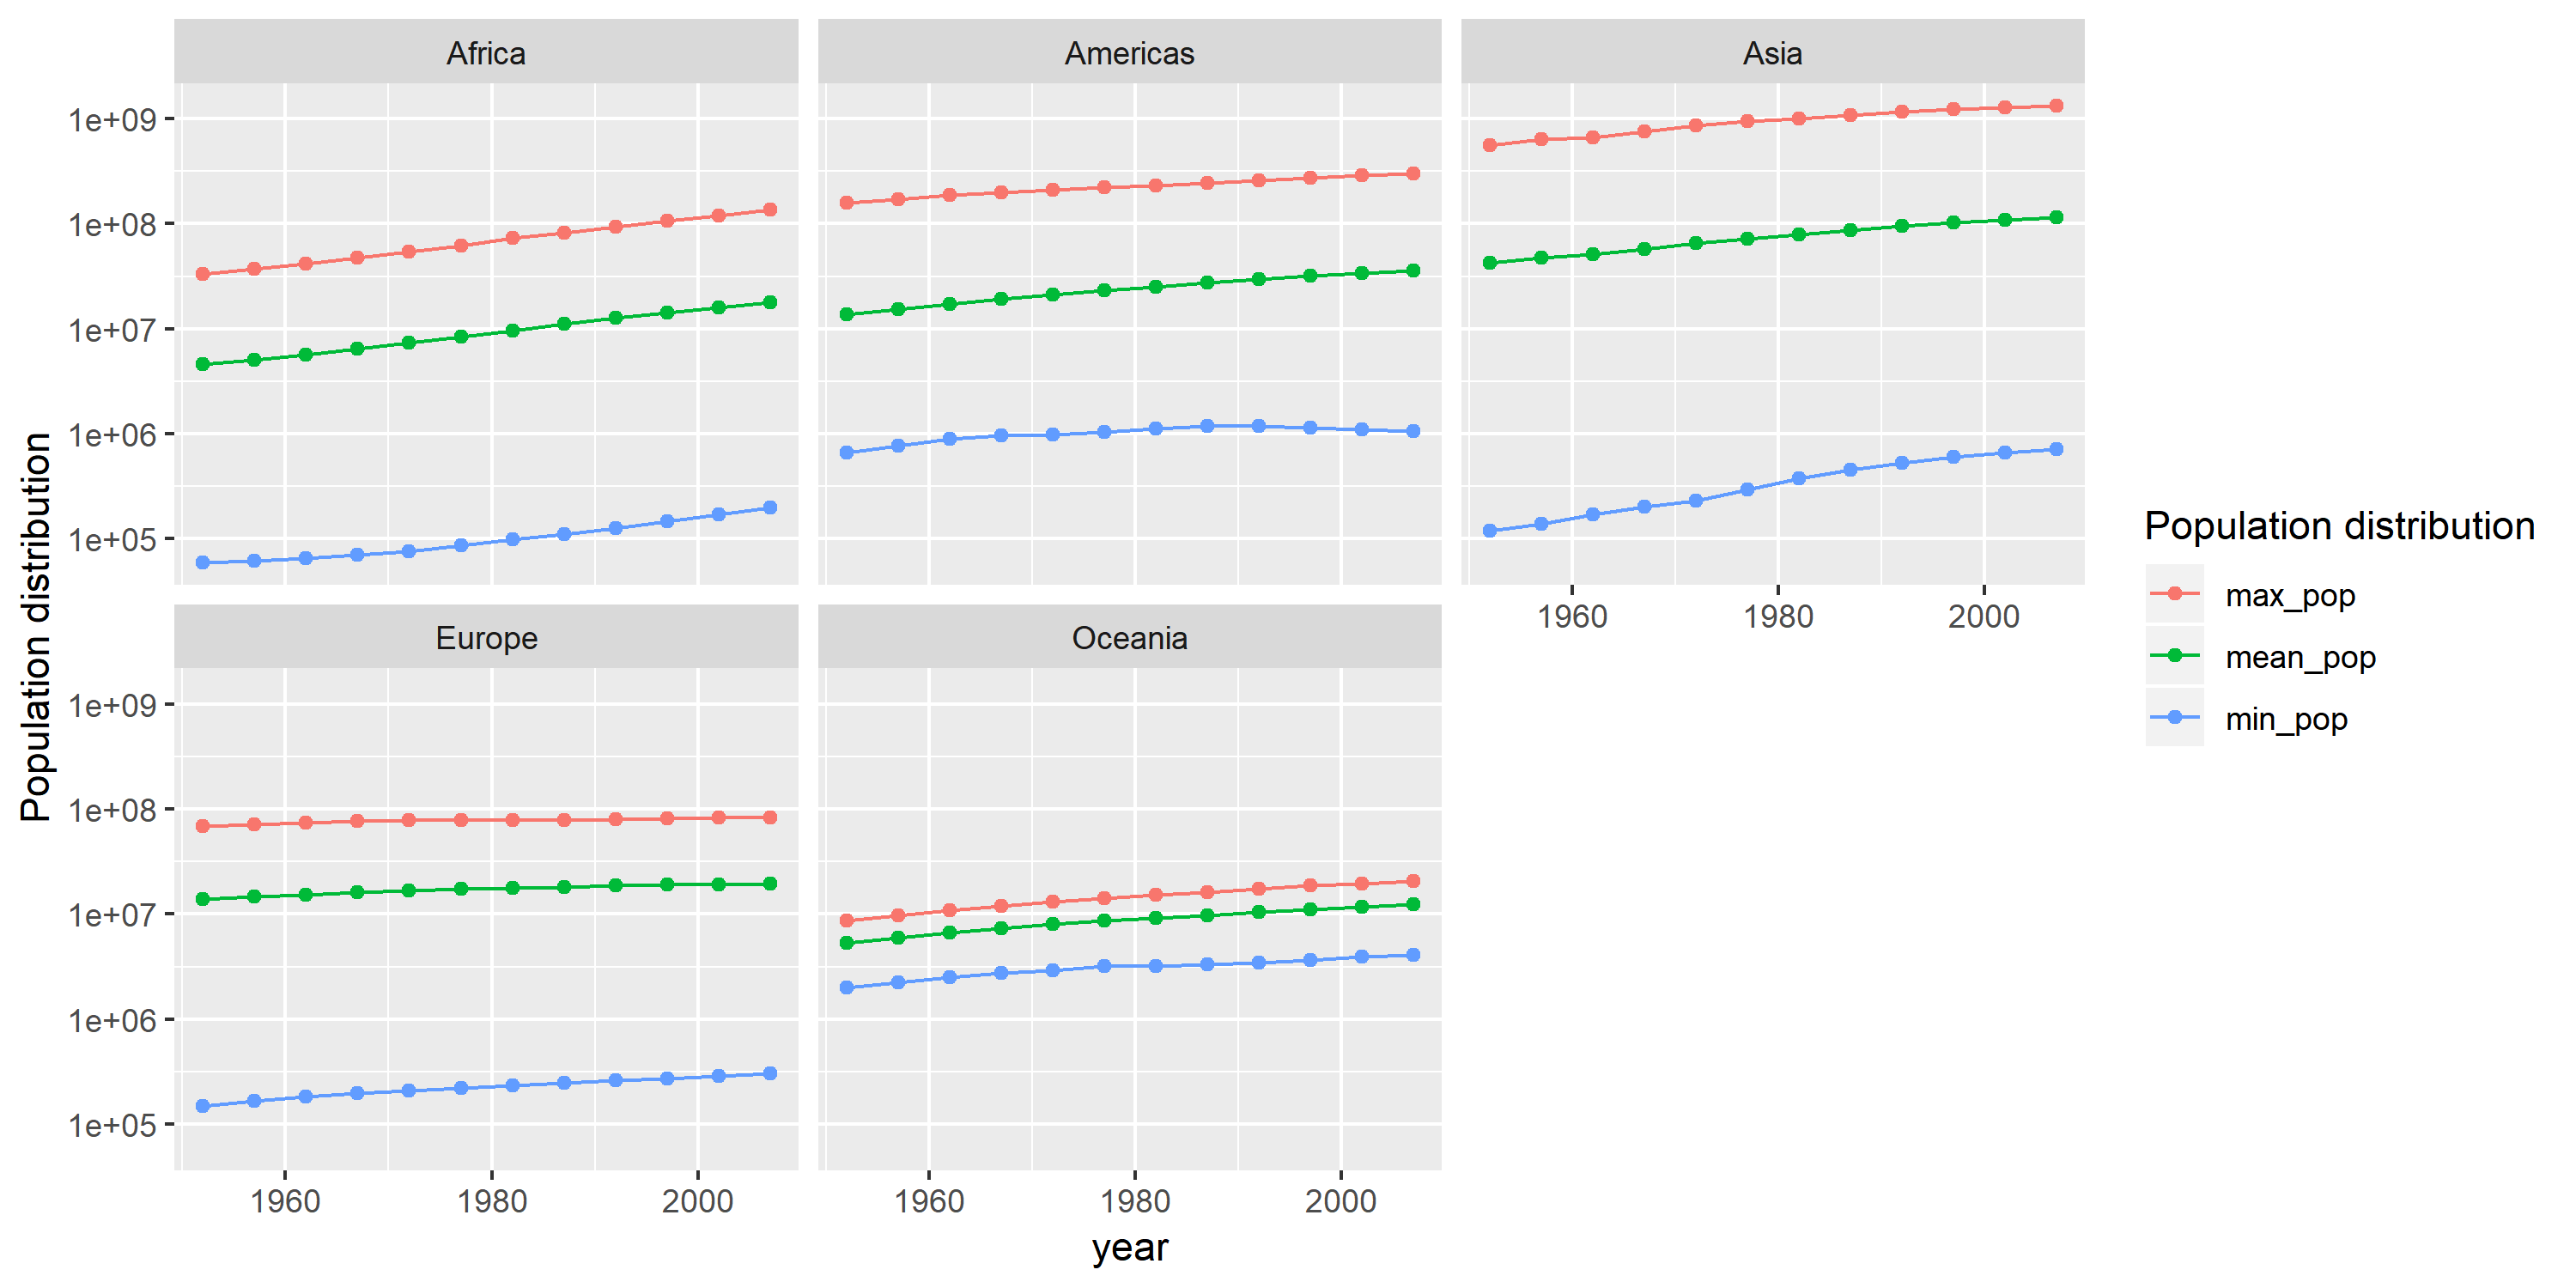 Africa
Americas
Asia
1e+09
1e+08
1e+07
1e+06
1e+05
1960
1980
2000
Europe
Oceania
1e+09
1e+08
1e+07
1e+06
1e+05
1960
1980
2000
1960
1980
2000
year
Population distribution
Population distribution
max_pop
mean_pop
min_pop